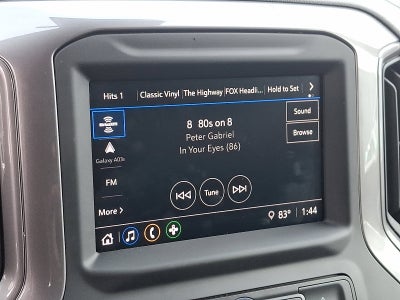 Hits 1 Classic Vinyl The Highway FOX Headli... Hold to Set
8 80s on 8
Sound
Peter Gabriel
Browse
In Your Eyes (86)
Galaxy A03s
FM
Tune
More
83° 1:44